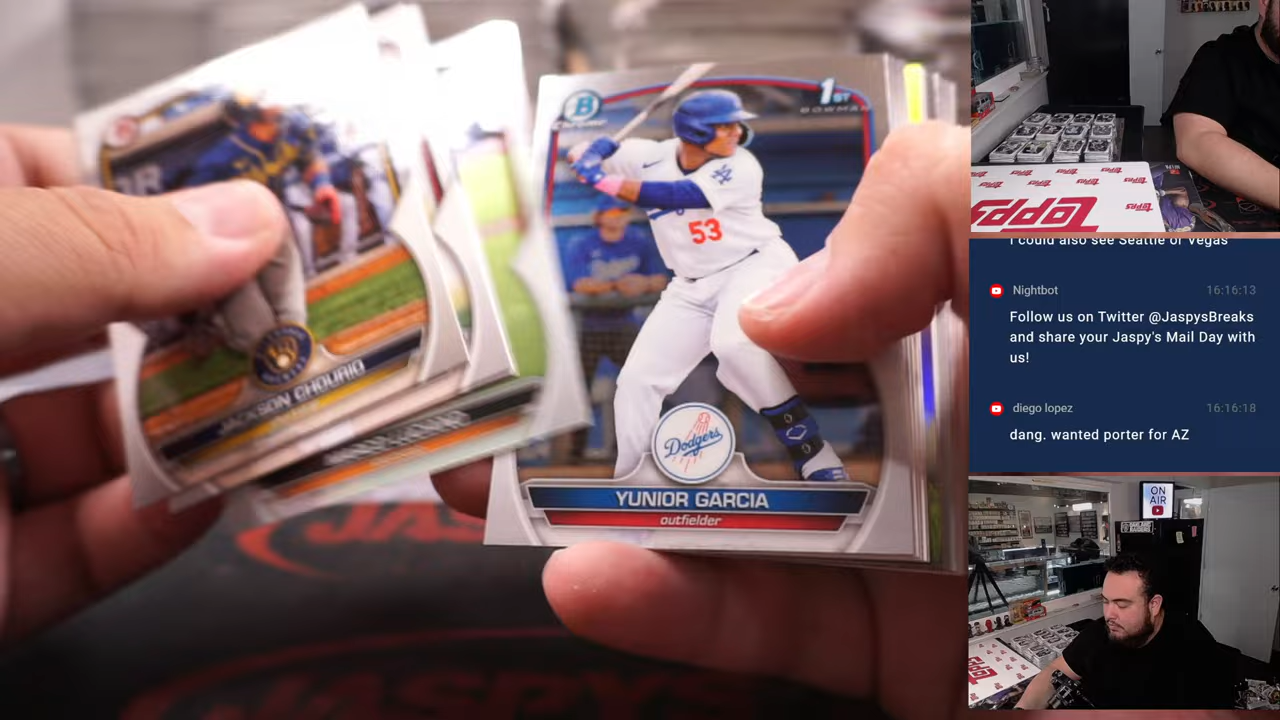 B
1ST
BOWMAN
53
Dodgers
YUNIOR GARCIA
outfielder
JACKSON CHOURIO
JASPYS
Topps
I could also see Seattle or Vegas
Nightbot 16:16:13
Follow us on Twitter @JaspysBreaks
and share your Jaspy's Mail Day with
us!
diego lopez 16:16:18
dang. wanted porter for AZ
ON
AIR